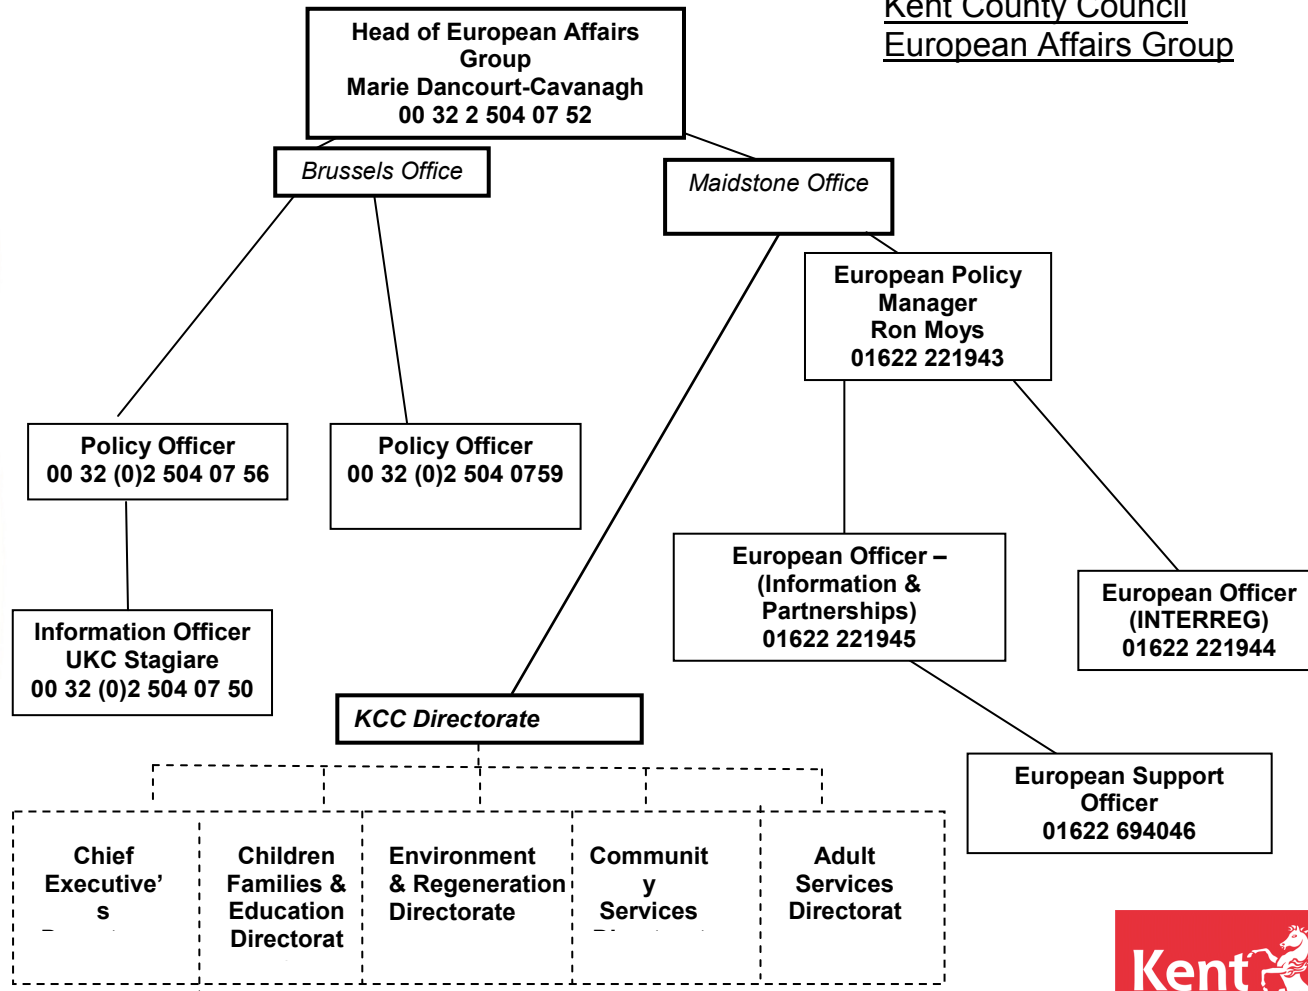 Kent County Council
European Affairs Group
Head of European Affairs
Group
Marie Dancourt-Cavanagh
00 32 2 504 07 52
Brussels Office
Maidstone Office
European Policy
Manager
Ron Moys
01622 221943
Policy Officer
00 32 (0)2 504 07 56
Policy Officer
00 32 (0)2 504 0759
European Officer –
(Information &
Partnerships)
01622 221945
European Officer
(INTERREG)
01622 221944
Information Officer
UKC Stagiare
00 32 (0)2 504 07 50
KCC Directorate
European Support
Officer
01622 694046
Chief
Executive’
s
Children
Families &
Education
Directorat
Environment
& Regeneration
Directorate
Communit
y
Services
Adult
Services
Directorat
Kent